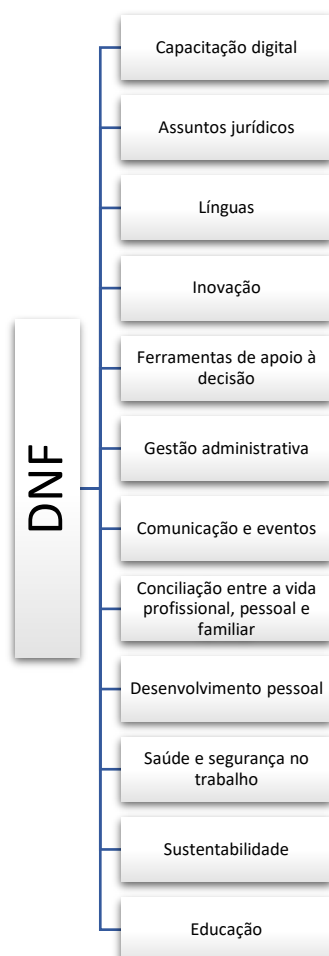 DNF
Capacitação digital
Assuntos jurídicos
Línguas
Inovação
Ferramentas de apoio à
decisão
Gestão administrativa
Comunicação e eventos
Conciliação entre a vida
profissional, pessoal e
familiar
Desenvolvimento pessoal
Saúde e segurança no
trabalho
Sustentabilidade
Educação